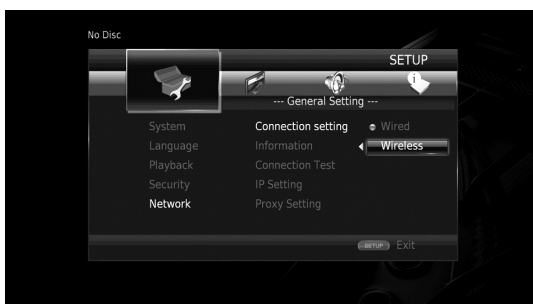 No Disc
SETUP
--- General Setting ---
System
Connection setting
Wired
Language
Information
Wireless
Playback
Connection Test
Security
IP Setting
Network
Proxy Setting
SETUP Exit